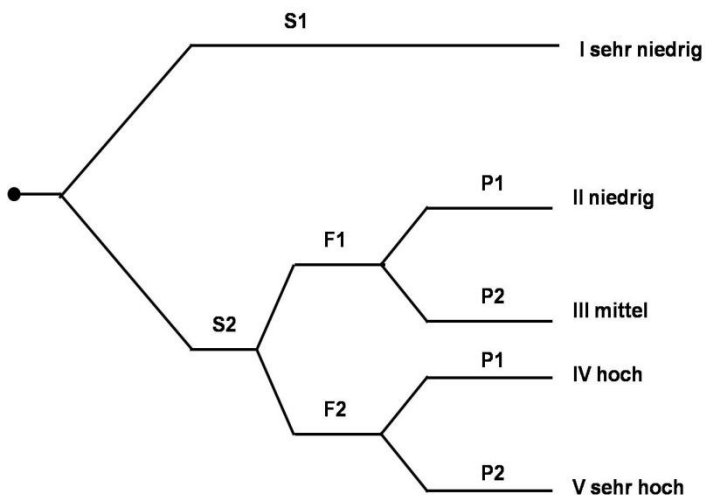 S1
I sehr niedrig
P1
II niedrig
F1
P2
III mittel
S2
P1
IV hoch
F2
P2
V sehr hoch